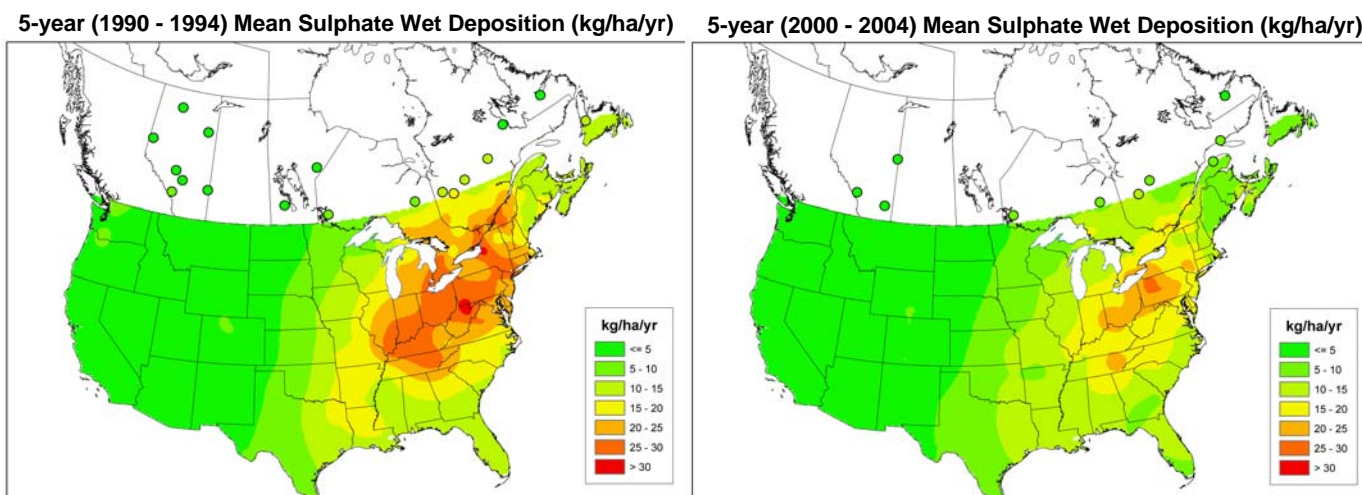 5-year (1990 - 1994) Mean Sulphate Wet Deposition (kg/ha/yr)
5-year (2000 - 2004) Mean Sulphate Wet Deposition (kg/ha/yr)
kg/ha/yr
<= 5
5 - 10
10 - 15
15 - 20
20 - 25
25 - 30
> 30
kg/ha/yr
<= 5
5 - 10
10 - 15
15 - 20
20 - 25
25 - 30
> 30